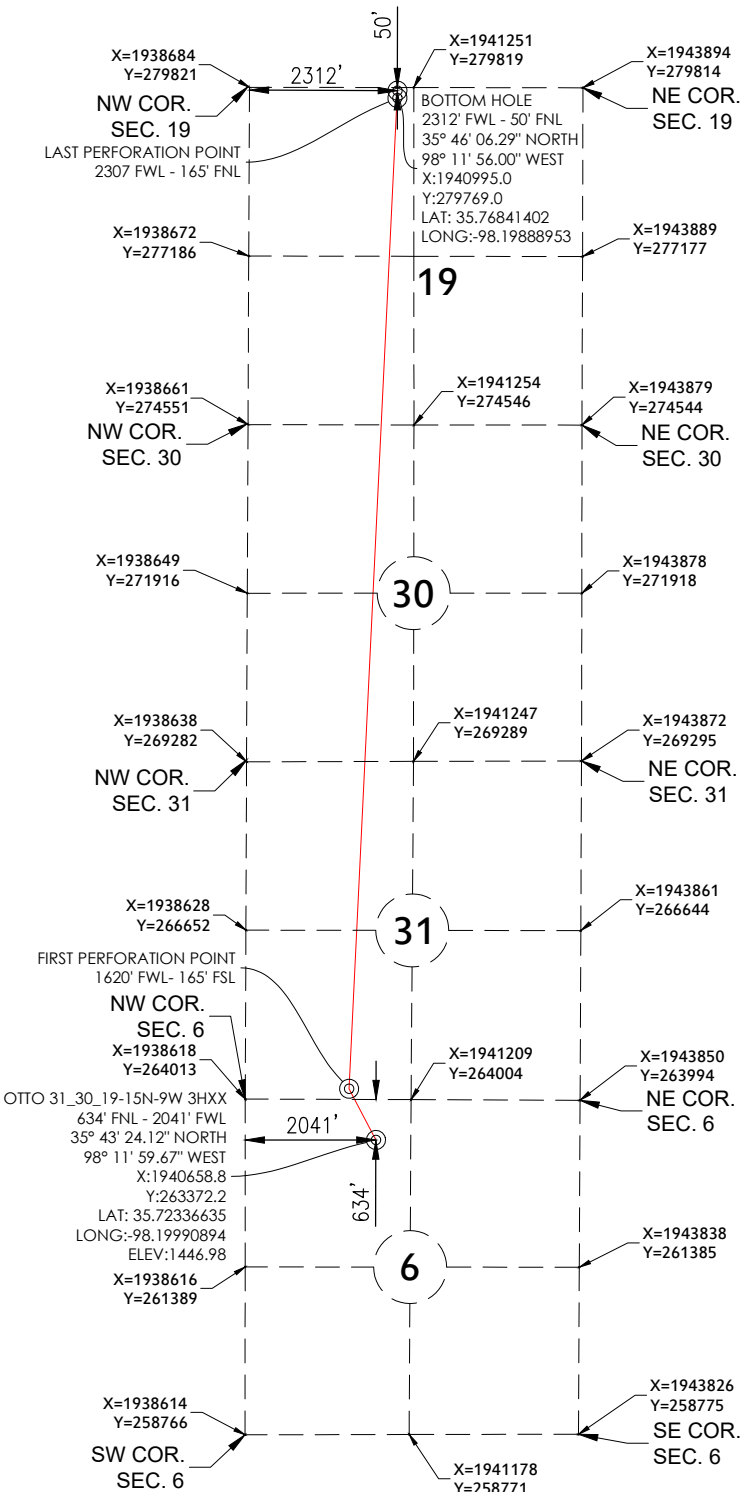 50'
X=1941251
Y=279819
X=1938684
Y=279821
X=1943894
Y=279814
2312'
NW COR.
SEC. 19
NE COR.
SEC. 19
LAST PERFORATION POINT
2307 FWL - 165' FNL
BOTTOM HOLE
2312' FWL - 50' FNL
35° 46' 06.29" NORTH
98° 11' 56.00" WEST
X:1940995.0
Y:279769.0
LAT: 35.76841402
LONG:-98.19888953
X=1938672
Y=277186
X=1943889
Y=277177
19
X=1938661
Y=274551
X=1941254
Y=274546
X=1943879
Y=274544
NW COR.
SEC. 30
NE COR.
SEC. 30
X=1938649
Y=271916
X=1943878
Y=271918
30
X=1938638
Y=269282
X=1941247
Y=269289
X=1943872
Y=269295
NW COR.
SEC. 31
NE COR.
SEC. 31
X=1938628
Y=266652
X=1943861
Y=266644
31
FIRST PERFORATION POINT
1620' FWL- 165' FSL
NW COR.
SEC. 6
X=1938618
Y=264013
X=1941209
Y=264004
X=1943850
Y=263994
NE COR.
SEC. 6
OTTO 31_30_19-15N-9W 3HXX
634' FNL - 2041' FWL
35° 43' 24.12" NORTH
98° 11' 59.67" WEST
X:1940658.8
Y:263372.2
LAT: 35.72336635
LONG:-98.19990894
ELEV:1446.98
2041'
634'
X=1938616
Y=261389
X=1943838
Y=261385
6
X=1938614
Y=258766
X=1943826
Y=258775
SW COR.
SEC. 6
SE COR.
SEC. 6
X=1941178
Y=258771